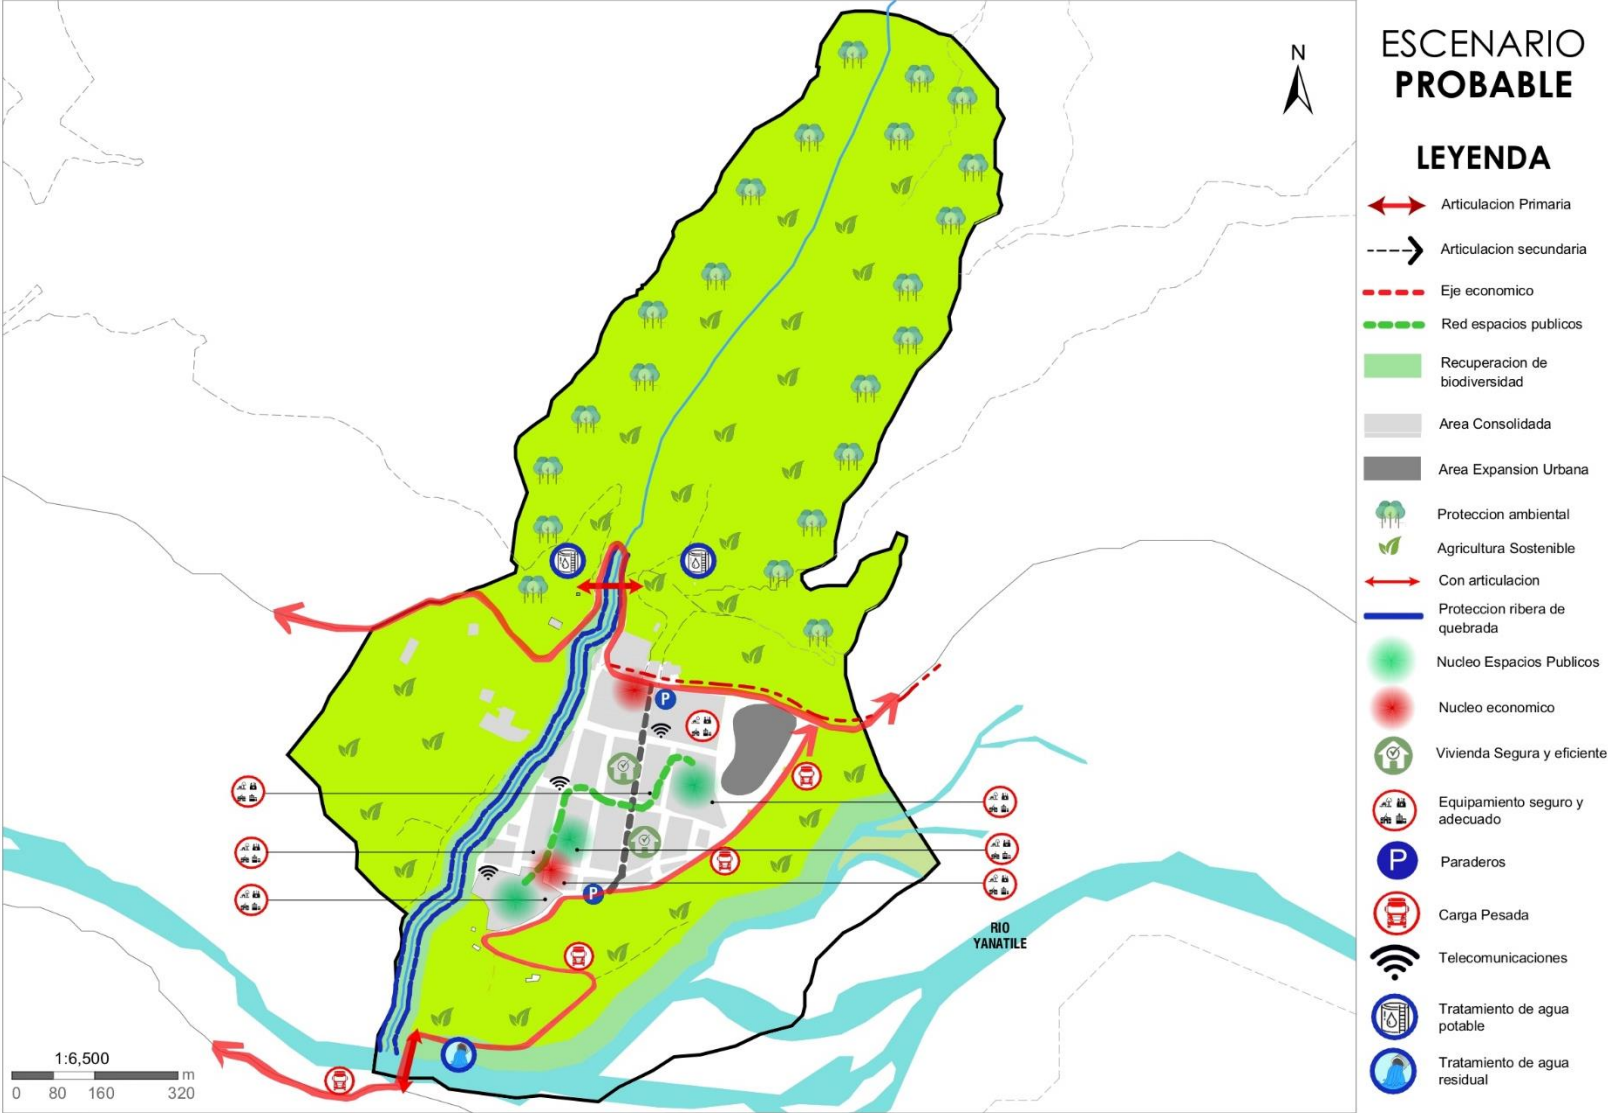 ESCENARIO
PROBABLE
LEYENDA
Articulacion Primaria
Articulacion secundaria
Eje economico
Red espacios publicos
Recuperacion de
biodiversidad
Area Consolidada
Area Expansion Urbana
Proteccion ambiental
Agricultura Sostenible
Con articulacion
Proteccion ribera de
quebrada
Nucleo Espacios Publicos
Nucleo economico
Vivienda Segura y eficiente
Equipamiento seguro y
adecuado
P
Paraderos
Carga Pesada
Telecomunicaciones
Tratamiento de agua
potable
Tratamiento de agua
residual
N
P
P
RIO
YANATILE
1:6,500
m
0 80 160 320